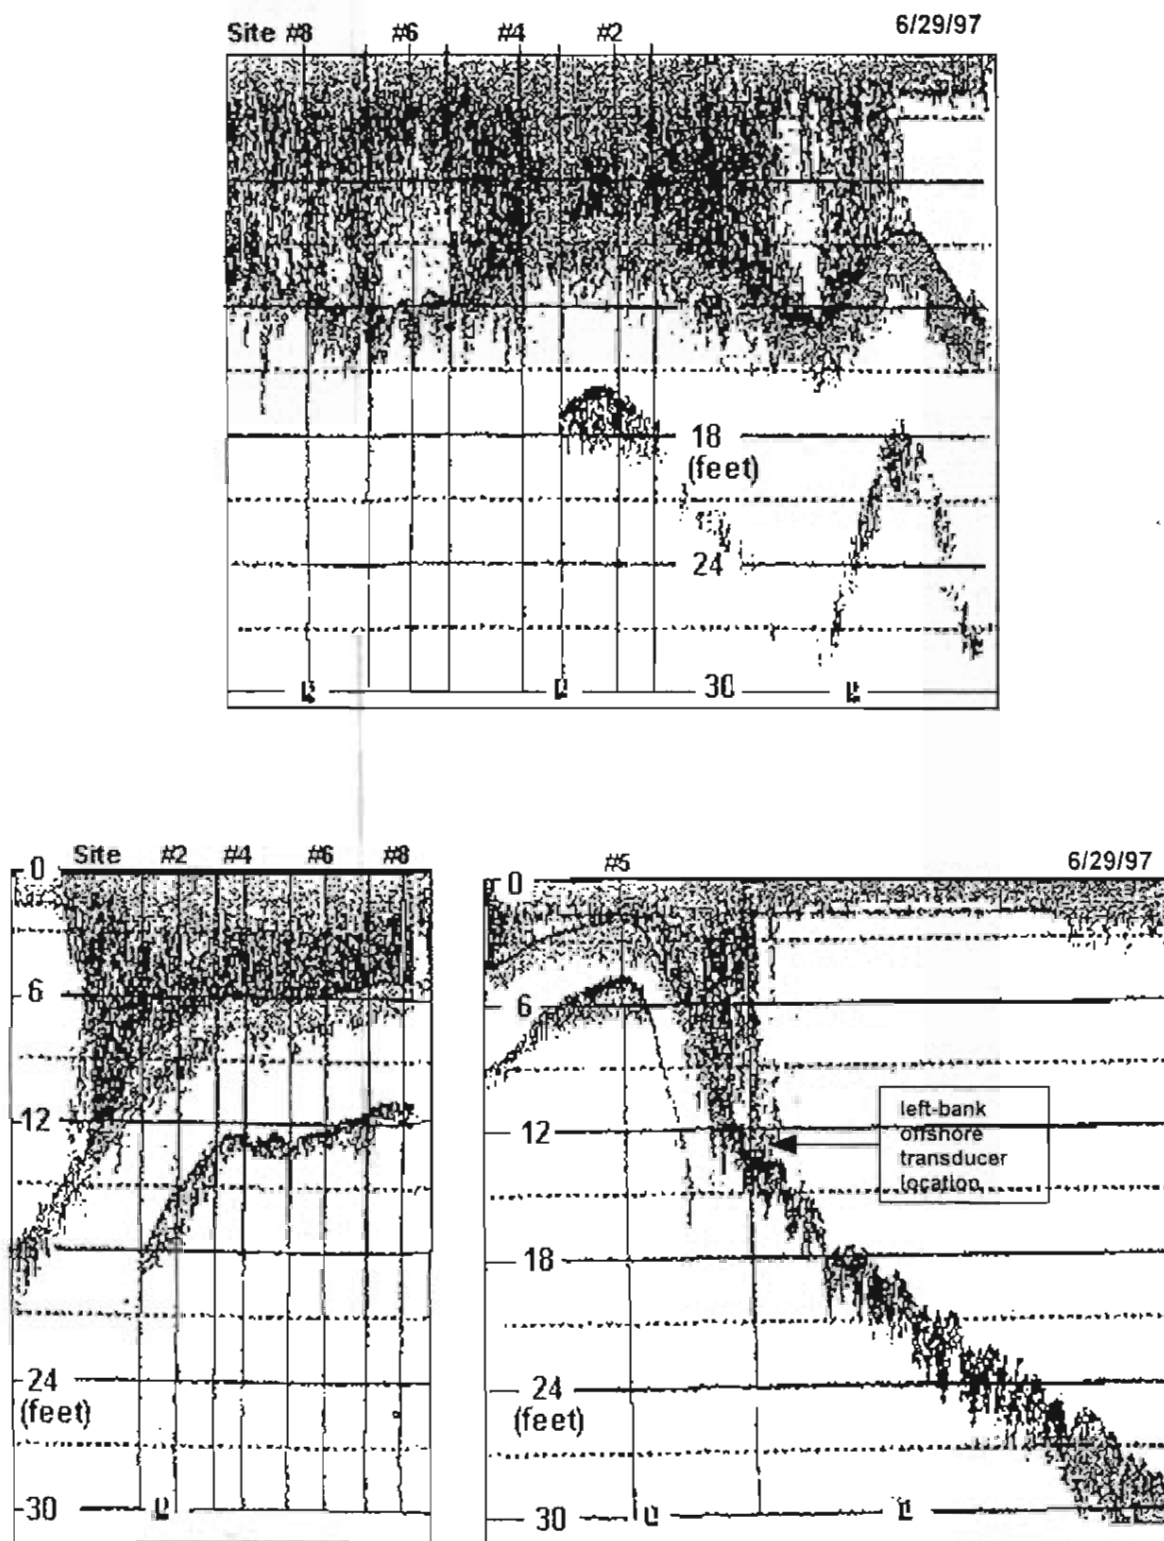 Site #8 #6 #4 #2 6/29/97
18
(feet)
24
30
Site #2 #4 #6 #8
0
6
12
24
(feet)
30
#5 6/29/97
0
6
12
18
24
(feet)
30
left-bank
offshore
transducer
location